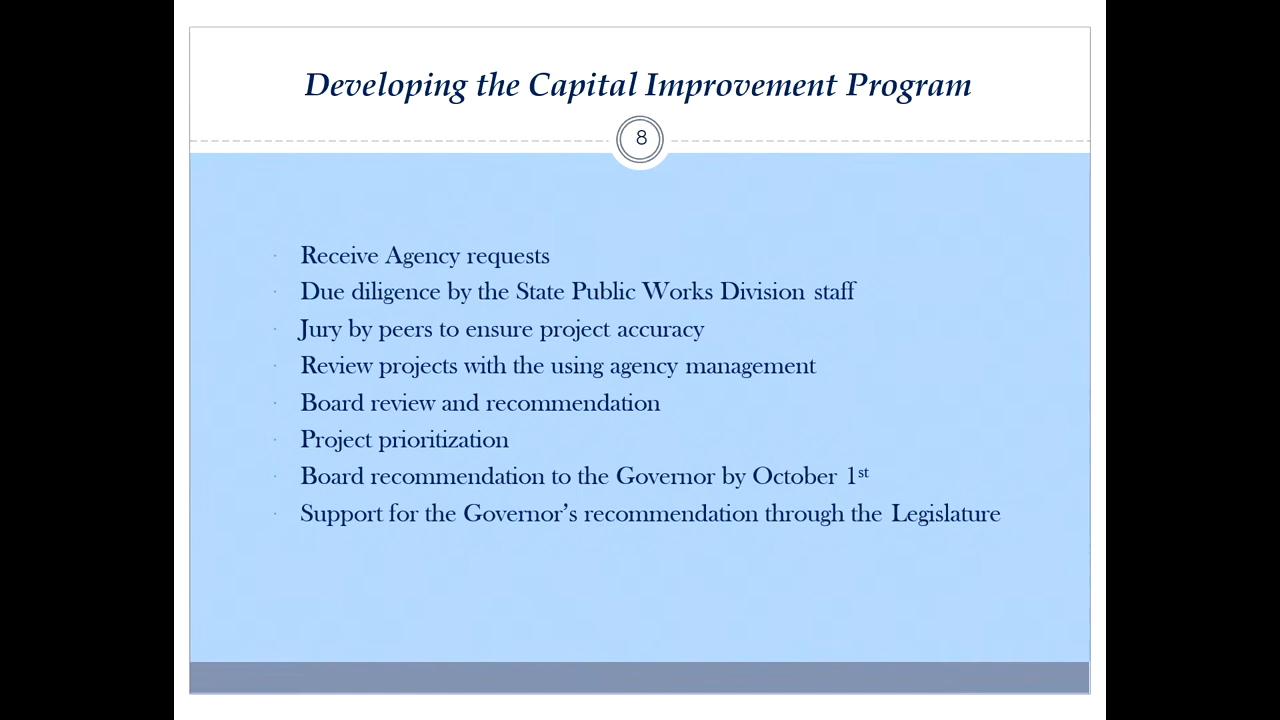 Developing the Capital Improvement Program
8
· Receive Agency requests
· Due diligence by the State Public Works Division staff
· Jury by peers to ensure project accuracy
· Review projects with the using agency management
· Board review and recommendation
· Project prioritization
· Board recommendation to the Governor by October 1st
· Support for the Governor’s recommendation through the Legislature